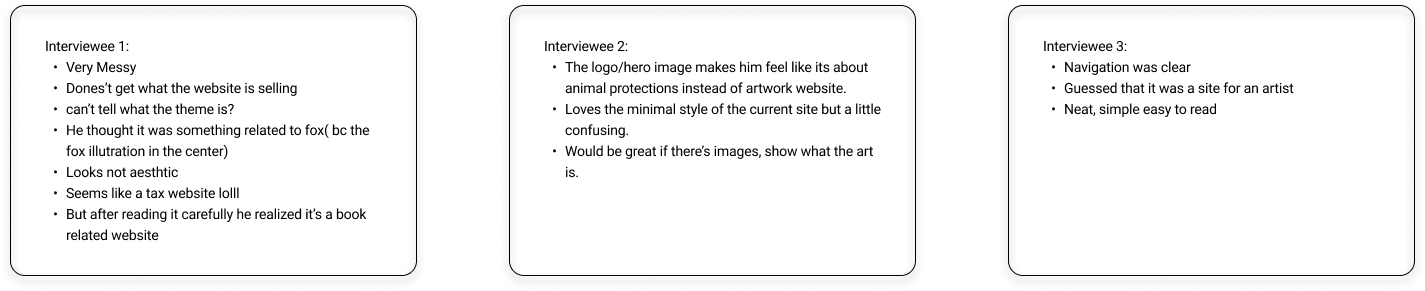 Interviewee 1:
• Very Messy
• Dones't get what the website is selling
• can't tell what the theme is?
• He thought it was something related to fox( bc the
fox illutration in the center)
• Looks not aesthtic
• Seems like a tax website lolll
• But after reading it carefully he realized it's a book
related website
Interviewee 2:
• The logo/hero image makes him feel like its about
animal protections instead of artwork website.
• Loves the minimal style of the current site but a little
confusing.
• Would be great if there's images, show what the art
is.
Interviewee 3:
• Navigation was clear
• Guessed that it was a site for an artist
• Neat, simple easy to read